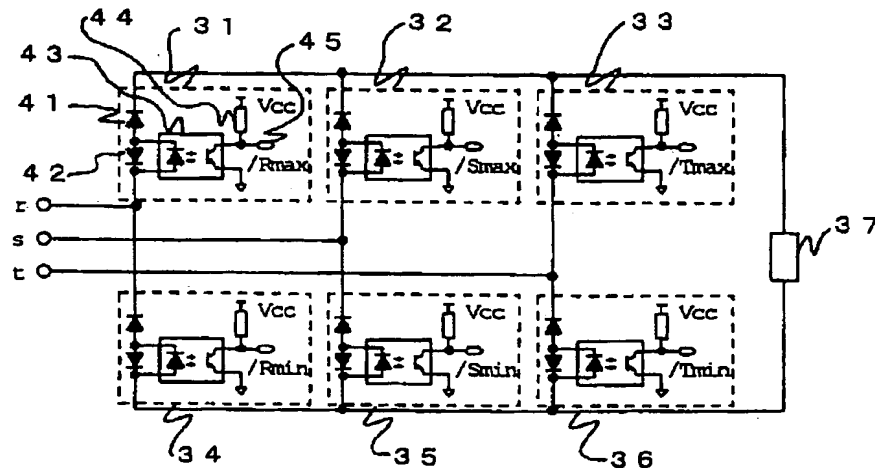 44 31 45 32 33
43
41
Vcc Vcc Vcc
42
/Rmax /Smax /Tmax
r
s
37
t
Vcc Vcc Vcc
/Rmin /Smin /Tmin
34 35 36